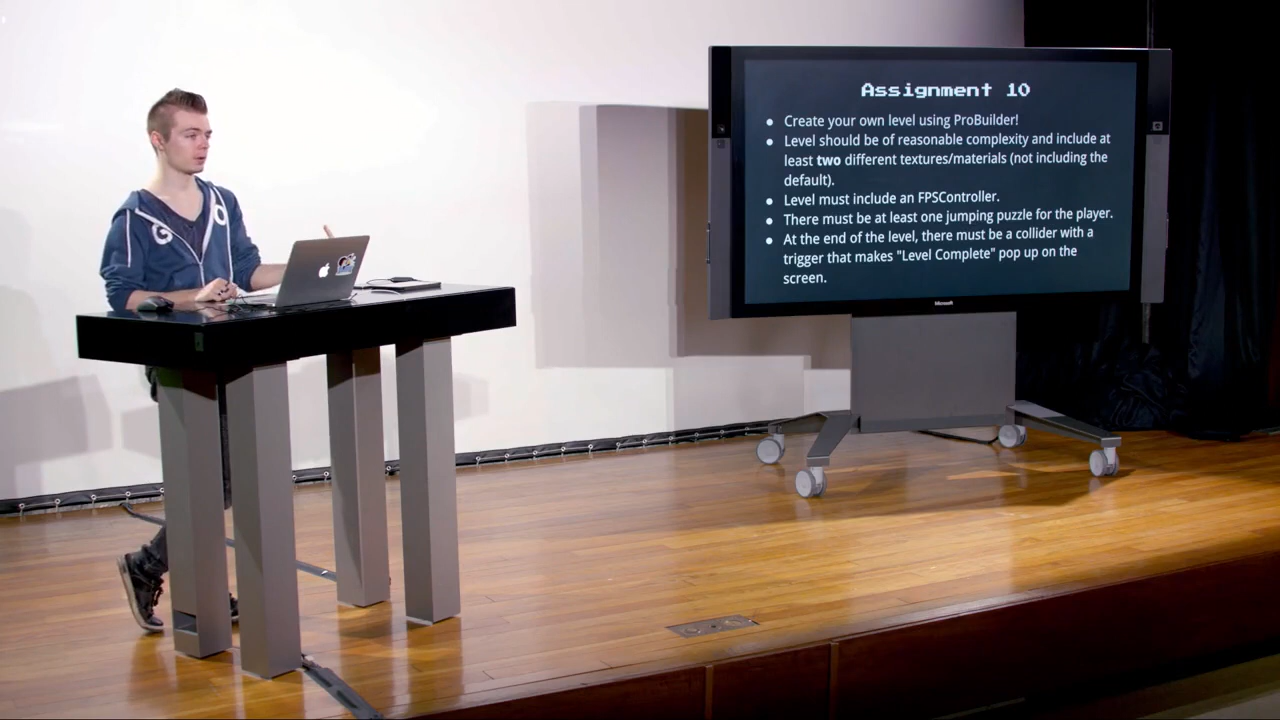 Assignment 10
● Create your own level using ProBuilder!
● Level should be of reasonable complexity and include at
least two different textures/materials (not including the
default).
● Level must include an FPSController.
● There must be at least one jumping puzzle for the player.
● At the end of the level, there must be a collider with a
trigger that makes "Level Complete" pop up on the
screen.
Microsoft
G O